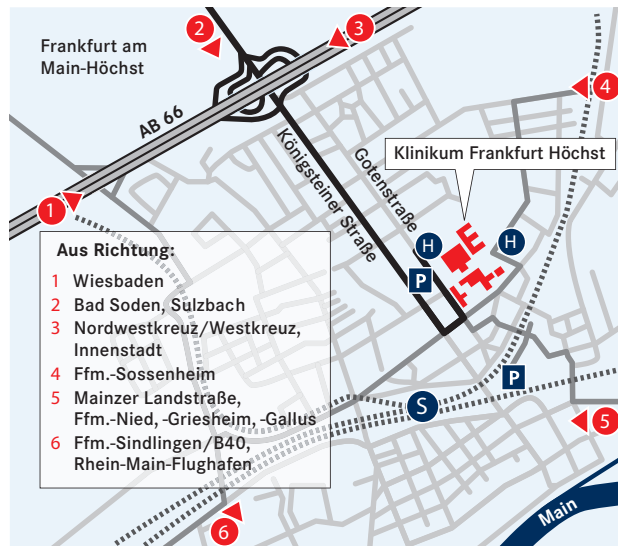 2
3
Frankfurt am
Main-Höchst
4
AB 66
Klinikum Frankfurt Höchst
Königsteiner Straße
Gotenstraße
1
H
H
P
Aus Richtung:
1 Wiesbaden
2 Bad Soden, Sulzbach
3 Nordwestkreuz/Westkreuz,
Innenstadt
4 Ffm.-Sossenheim
5 Mainzer Landstraße,
Ffm.-Nied, -Griesheim, -Gallus
6 Ffm.-Sindlingen/B40,
Rhein-Main-Flughafen
P
S
5
6
Main